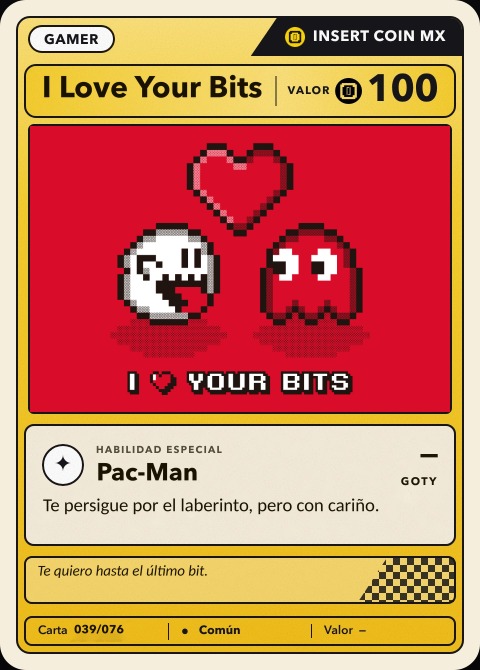 GAMER
INSERT COIN MX
I Love Your Bits
VALOR 100
I YOUR BITS
HABILIDAD ESPECIAL
Pac-Man
—
GOTY
Te persigue por el laberinto, pero con cariño.
Te quiero hasta el último bit.
Carta 039/076 • Común Valor –